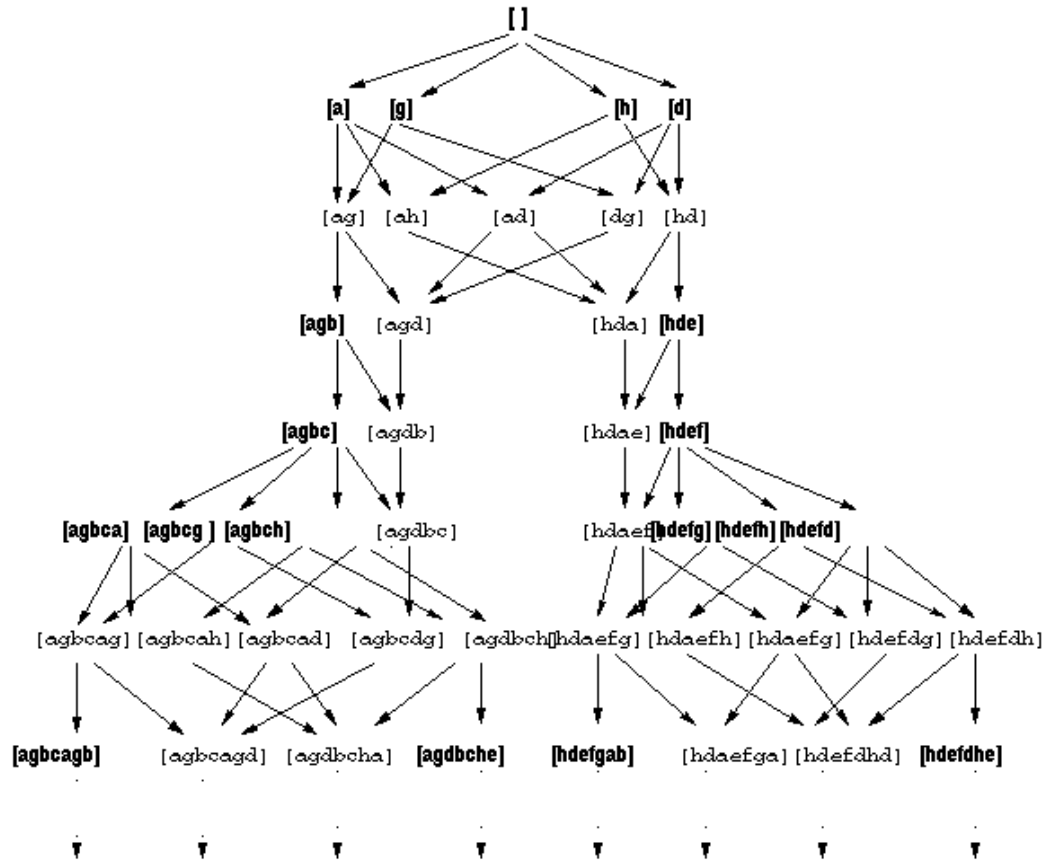 [ ]
[a] [g] [h] [d]
[ag] [ah] [ad] [dg] [hd]
[agb] [agd] [hda] [hde]
[agbc] [agdb] [hdae] [hdef]
[agbca] [agbcg ] [agbch] [agdbc] [hdaef] [hdefg] [hdefh] [hdefd]
[agbcag] [agbcah] [agbcad] [agbcdg] [agdbch] [hdaefg] [hdaefh] [hdaefg] [hdefdg] [hdefdh]
[agbcagb] [agbcagd] [agdbcha] [agdbche] [hdefgab] [hdaefga] [hdefdhd] [hdefdhe]